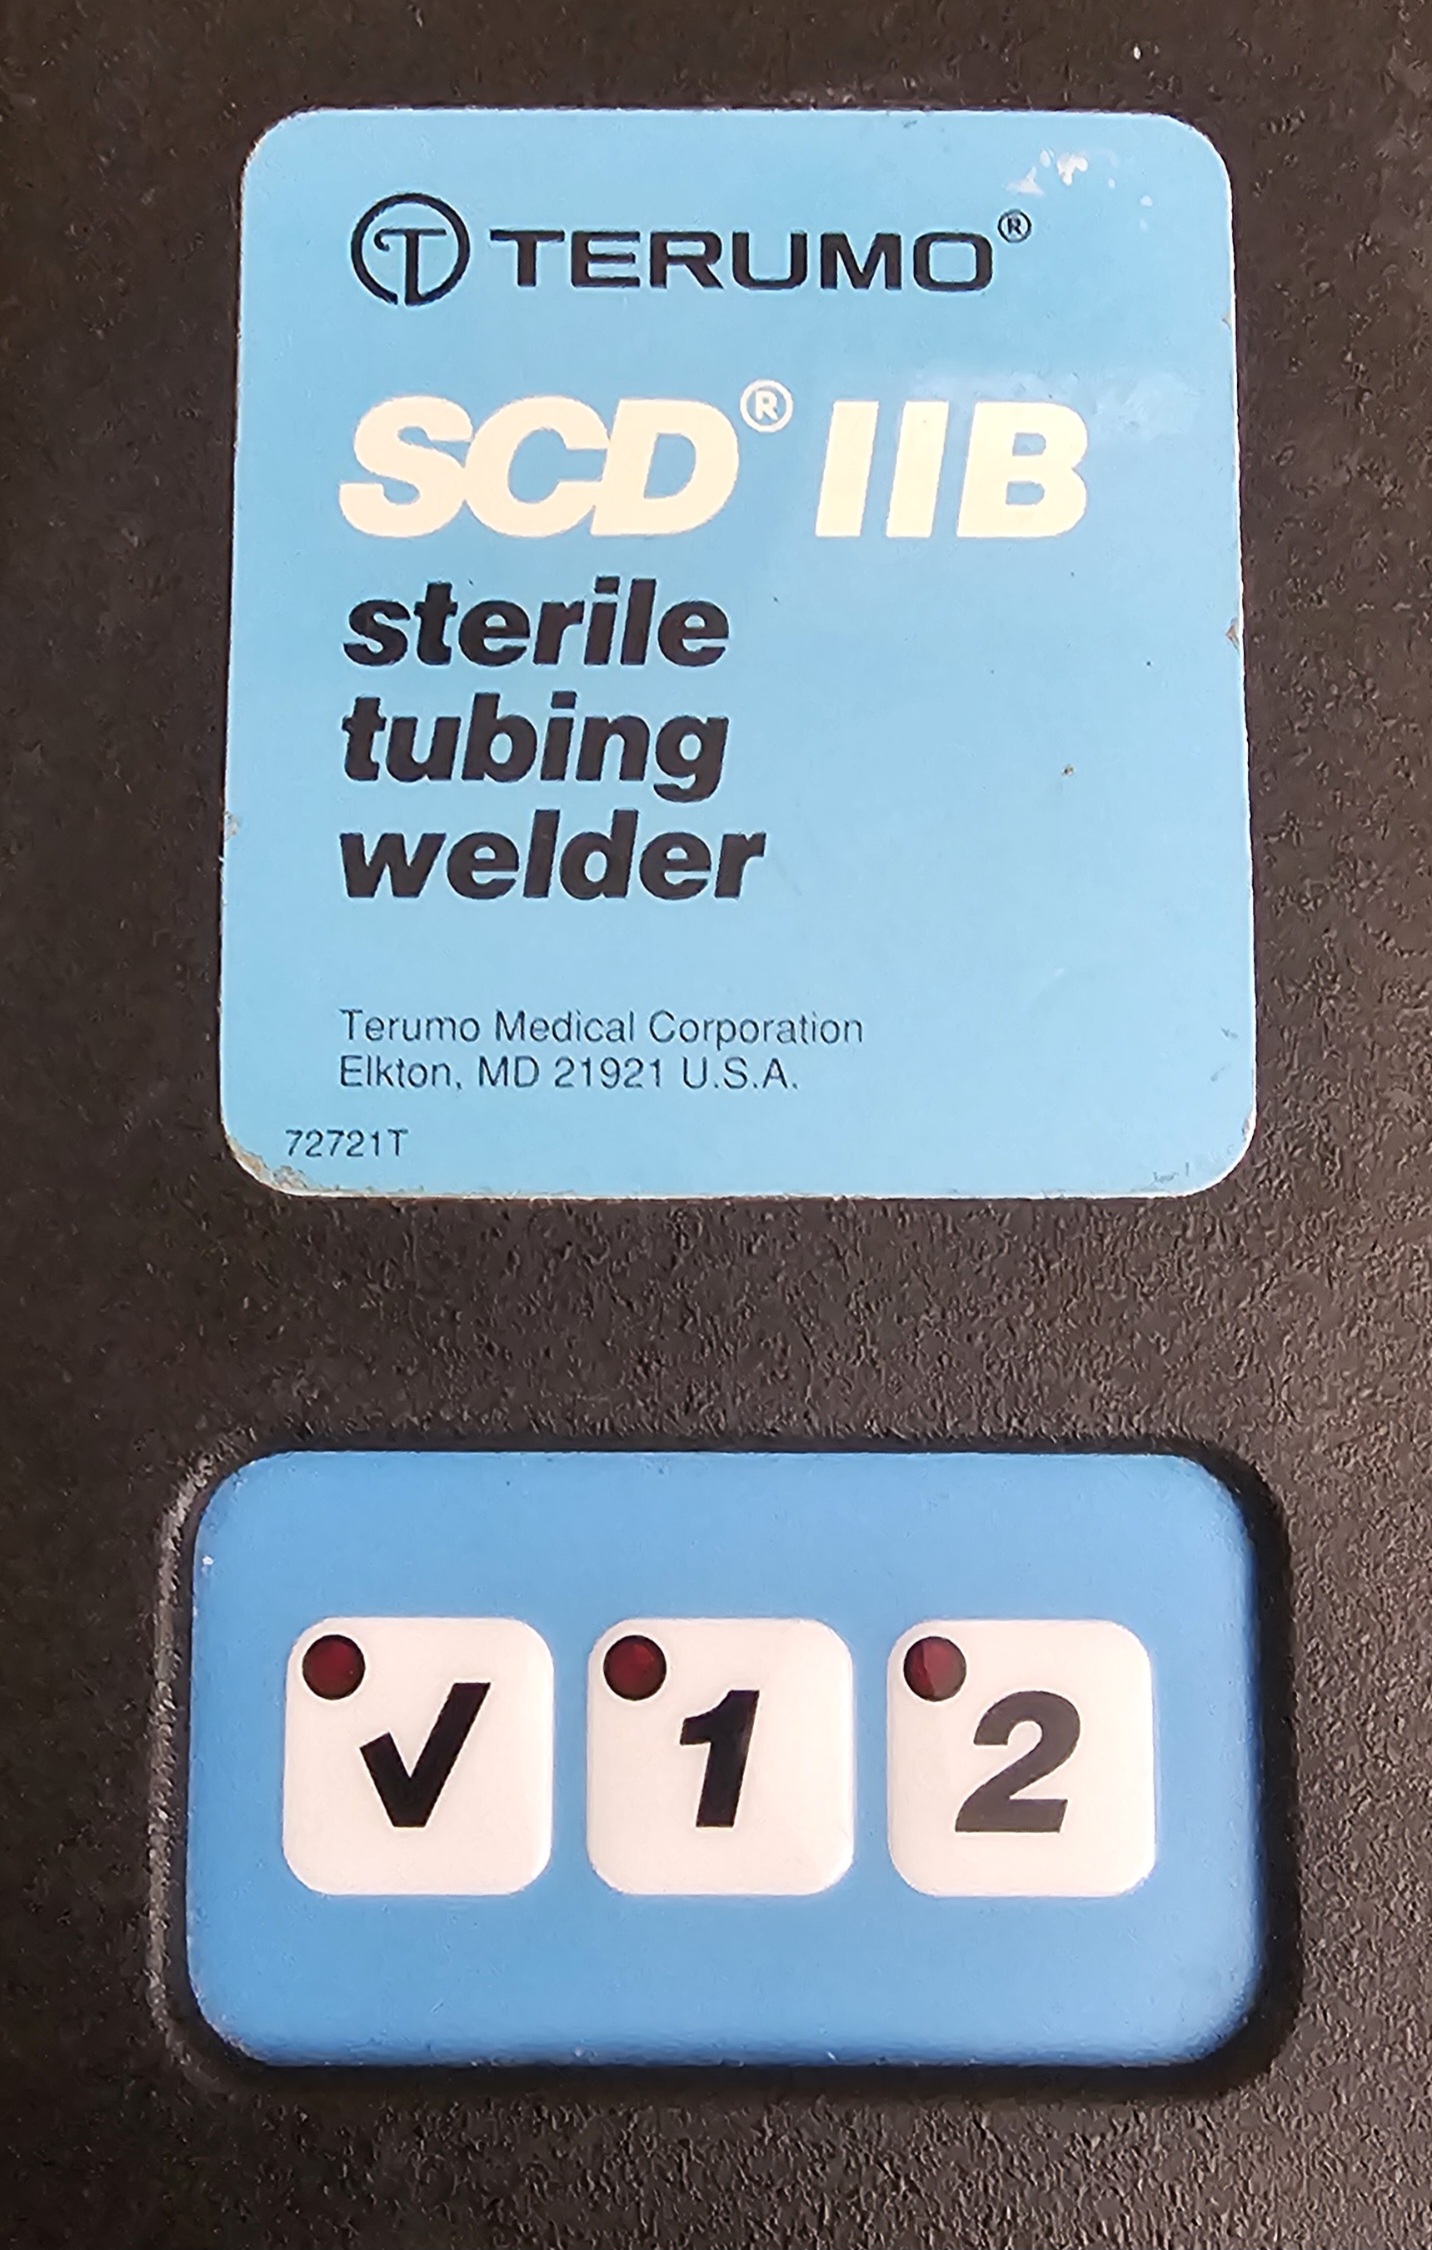 TERUMO®
SCD® IIB
sterile
tubing
welder
Terumo Medical Corporation
Elkton, MD 21921 U.S.A.
72721T
✓ 1 2